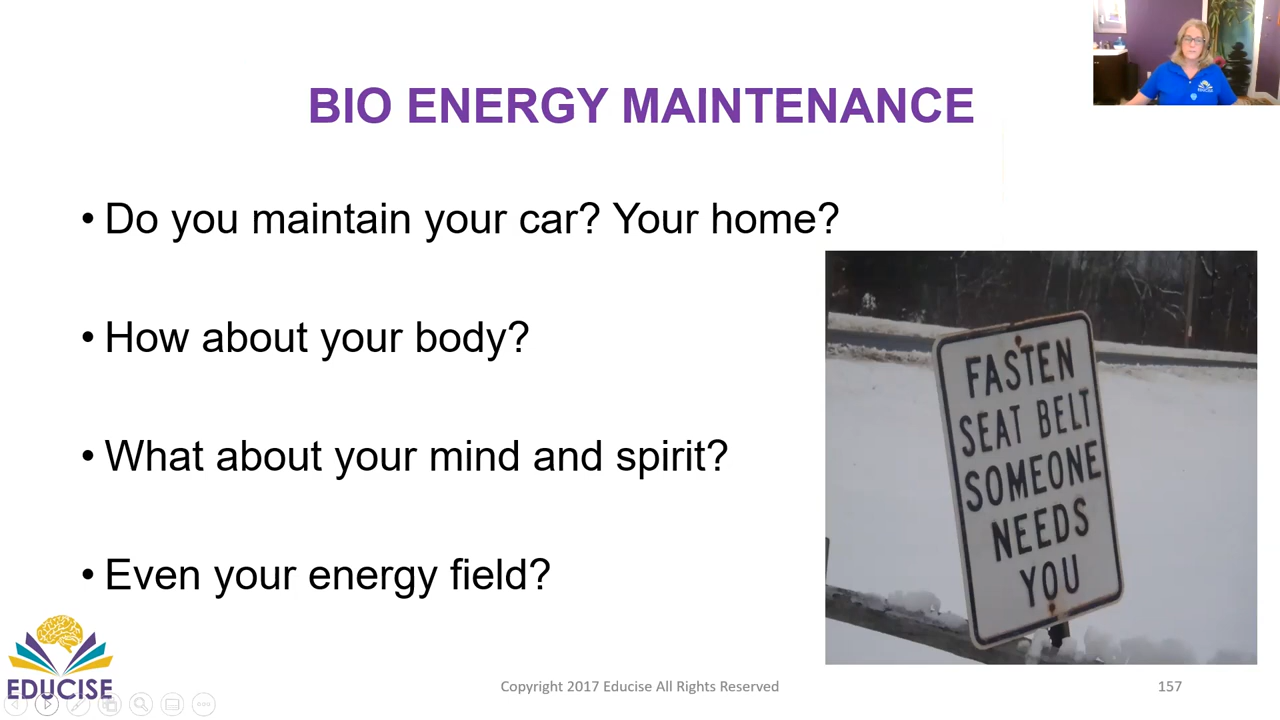 BIO ENERGY MAINTENANCE
• Do you maintain your car? Your home?
• How about your body?
• What about your mind and spirit?
• Even your energy field?
FASTEN
SEAT BELT
SOMEONE
NEEDS
YOU
EDUCISE
Copyright 2017 Educise All Rights Reserved
157